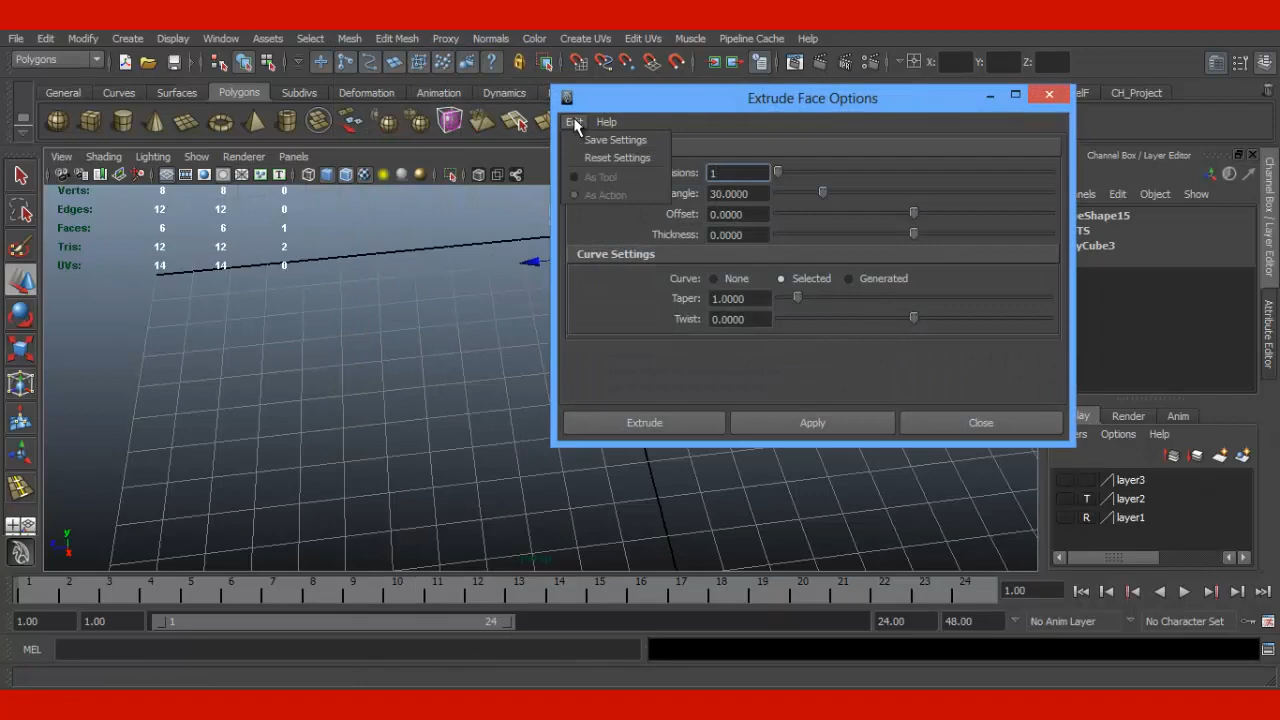 File Edit Modify Create Display Window Assets Select Mesh Edit Mesh Proxy Normals Color Create UVs Edit UVs Muscle Pipeline Cache Help
Polygons X: Y: Z:
General Curves Surfaces Polygons Subdivs Deformation Animation Dynamics CH_Project
Extrude Face Options
Edit Help
Save Settings
Reset Settings
As Tool
As Action
1
30.0000
Offset: 0.0000
Thickness: 0.0000
Curve Settings
Curve: None Selected Generated
Taper: 1.0000
Twist: 0.0000
Extrude Apply Close
View Shading Lighting Show Renderer Panels
Verts: 8 8 0
Edges: 12 12 0
Faces: 6 6 1
Tris: 12 12 2
UVs: 14 14 0
y
x
Channel Box / Layer Editor
Edit Object Show
Channel Box / Layer Editor
Attribute Editor
Render Anim
Options Help
layer3
T layer2
R layer1
1 2 3 4 5 6 7 8 9 10 11 12 13 14 15 16 17 18 19 20 21 22 23 24 1.00
1.00 1.00 1 24 24.00 48.00 No Anim Layer No Character Set
MEL